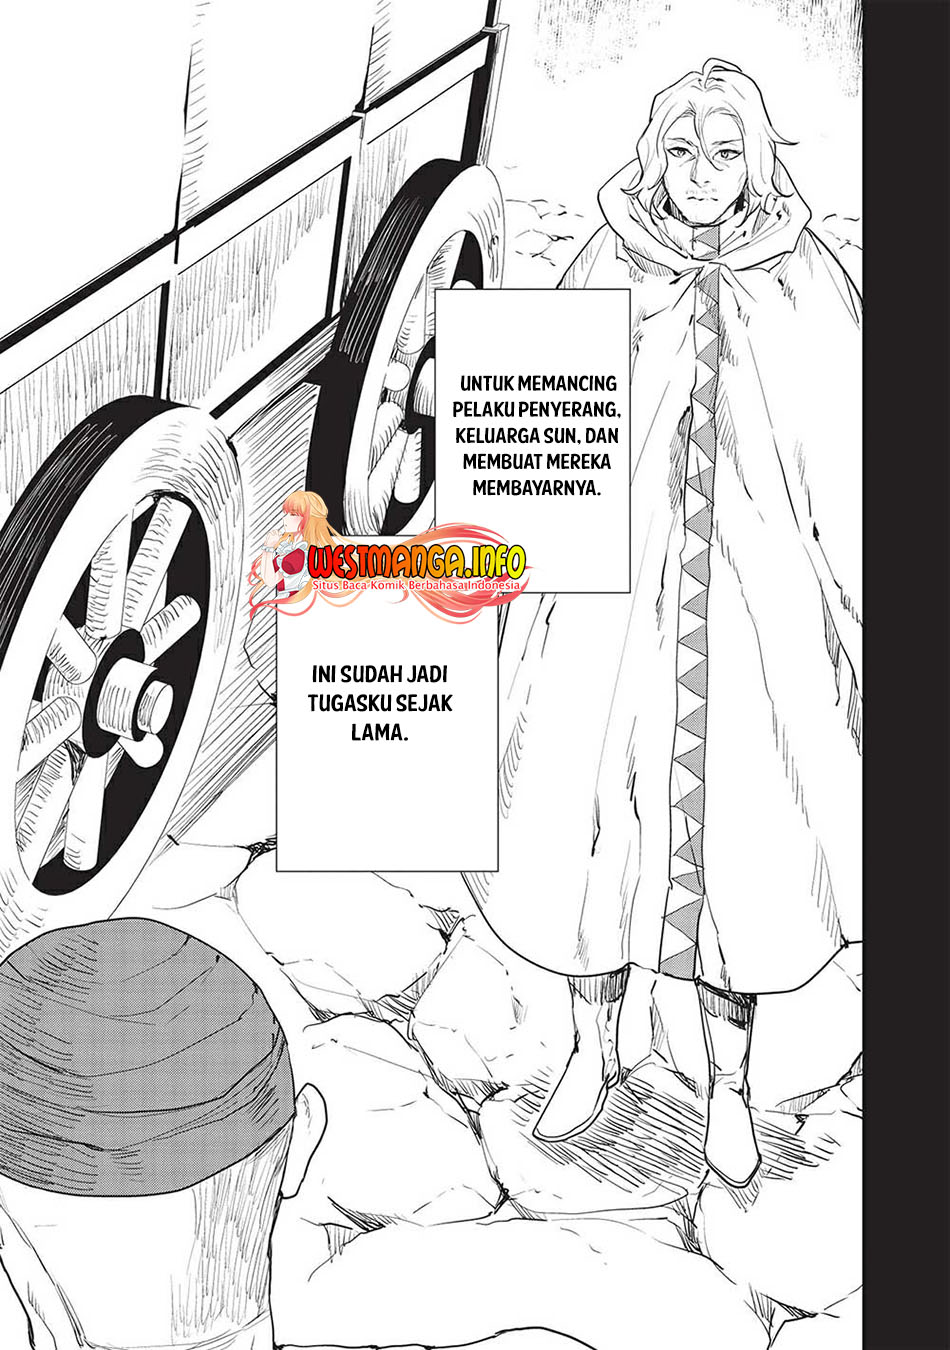 UNTUK MEMANCING
PELAKU PENYERANG,
KELUARGA SUN, DAN
MEMBUAT MEREKA
MEMBAYARNYA.
WESTMANGA.INFO
Situs Baca Komik Berbahasa Indonesia
INI SUDAH JADI
TUGASKU SEJAK
LAMA.